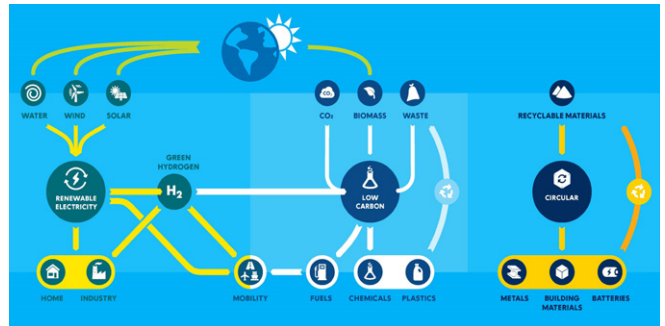 WATER
WIND
SOLAR
CO₂
CO₂
BIOMASS
WASTE
RECYCLABLE MATERIALS
GREEN
HYDROGEN
H₂
RENEWABLE
ELECTRICITY
LOW
CARBON
CIRCULAR
HOME
INDUSTRY
MOBILITY
FUELS
CHEMICALS
PLASTICS
METALS
BUILDING
MATERIALS
BATTERIES